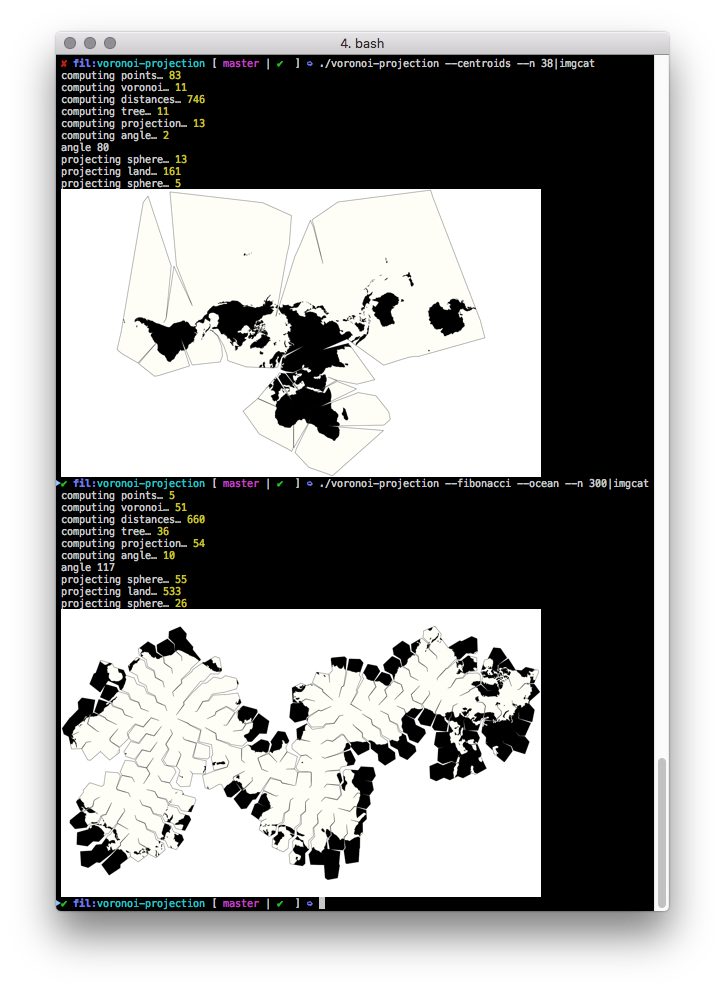 4. bash
✘ fil:voronoi-projection [ master | ✔ ] ➩ ./voronoi-projection --centroids --n 38|imgcat
computing points… 83
computing voronoi… 11
computing distances… 746
computing tree… 11
computing projection… 13
computing angle… 2
angle 80
projecting sphere… 13
projecting land… 161
projecting sphere… 5
✔ fil:voronoi-projection [ master | ✔ ] ➩ ./voronoi-projection --fibonacci --ocean --n 300|imgcat
computing points… 5
computing voronoi… 51
computing distances… 660
computing tree… 36
computing projection… 54
computing angle… 10
angle 117
projecting sphere… 55
projecting land… 533
projecting sphere… 26
✔ fil:voronoi-projection [ master | ✔ ] ➩